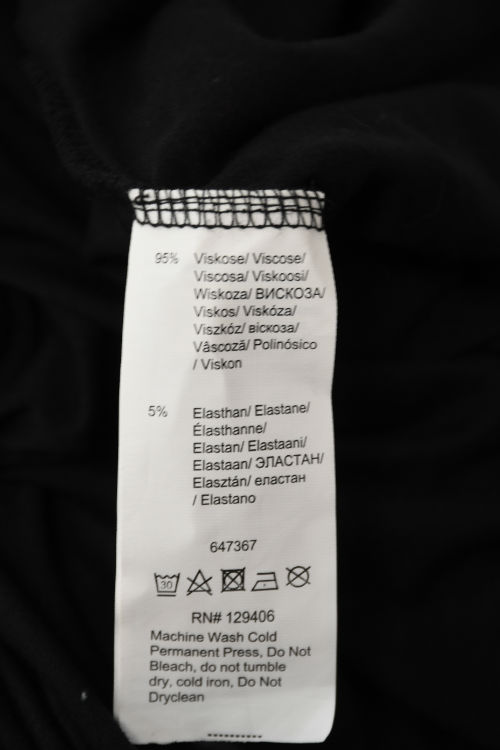 95% Viskose/ Viscose/
Viscosa/ Viskoosi/
Wiskoza/ ВИСКОЗА/
Viskos/ Viskóza/
Viszkóz/ віскоза/
Vâscoză/ Polinósico
/ Viskon
5% Elasthan/ Elastane/
Élasthanne/
Elastan/ Elastaani/
Elastaan/ ЭЛАСТАН/
Elasztán/ еластан
/ Elastano
647367
30
RN# 129406
Machine Wash Cold
Permanent Press, Do Not
Bleach, do not tumble
dry, cold iron, Do Not
Dryclean